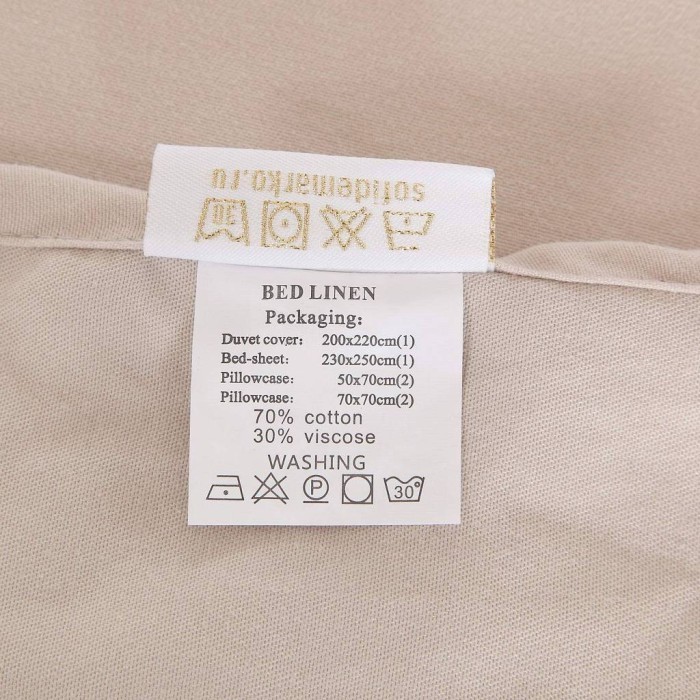 sofidemarko.ru
30
BED LINEN
Packaging:
Duvet cover: 200x220cm(1)
Bed-sheet: 230x250cm(1)
Pillowcase: 50x70cm(2)
Pillowcase: 70x70cm(2)
70% cotton
30% viscose
WASHING
P 30°